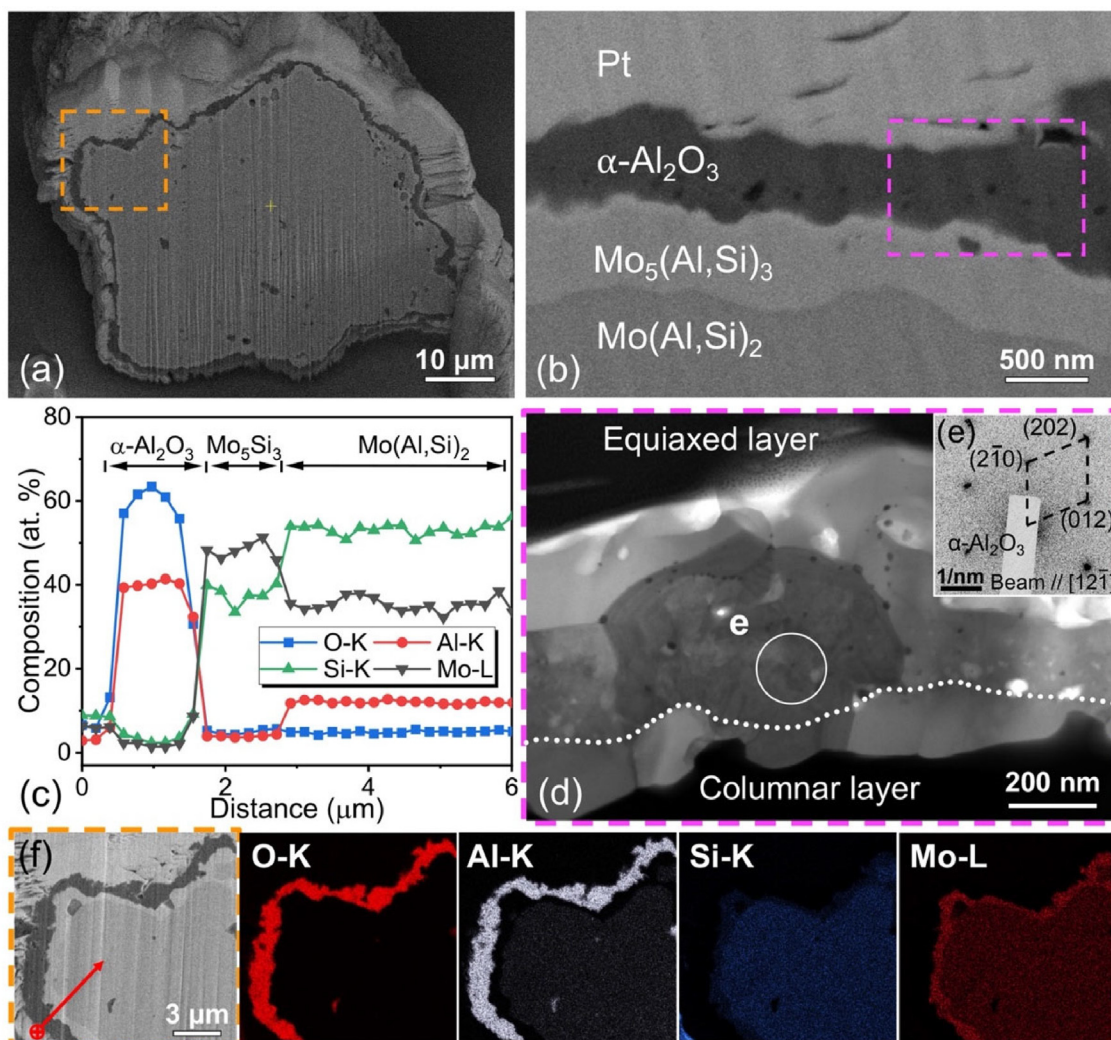 (a)
10 µm
Pt
α-Al₂O₃
Mo₅(Al,Si)₃
Mo(Al,Si)₂
(b)
500 nm
(c)
Composition (at. %)
80
60
40
20
0
α-Al₂O₃
Mo₅Si₃
Mo(Al,Si)₂
O-K
Al-K
Si-K
Mo-L
0
2
4
6
Distance (μm)
(d)
Equiaxed layer
e
Columnar layer
200 nm
(e)
(202)
(21̄0)
(012)
α-Al₂O₃
1/nm
Beam // [121̄]
(f)
3 µm
O-K
Al-K
Si-K
Mo-L